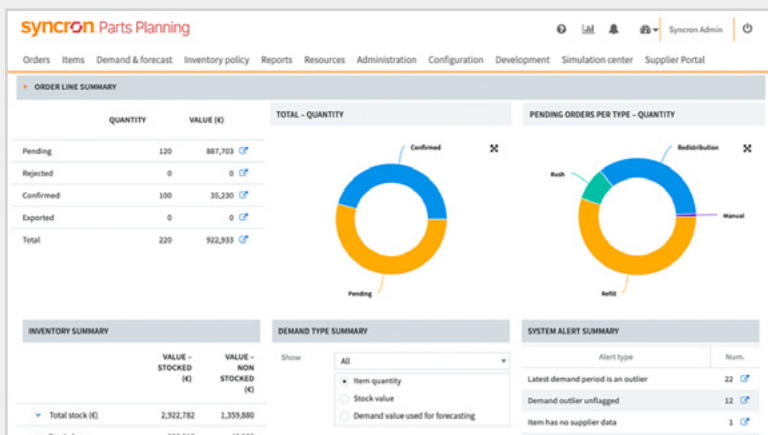 syncron Parts Planning
Syncron Admin
Orders Items Demand & forecast Inventory policy Reports Resources Administration Configuration Development Simulation center Supplier Portal
ORDER LINE SUMMARY
QUANTITY VALUE (€)
Pending 120 887,703
Rejected 0 0
Confirmed 100 35,230
Exported 0 0
Total 220 922,933
TOTAL – QUANTITY
Confirmed
Pending
PENDING ORDERS PER TYPE – QUANTITY
Redistribution
Rush
Manual
Refill
INVENTORY SUMMARY
VALUE – STOCKED (€)
VALUE – NON STOCKED (€)
Total stock (€) 2,922,782 1,359,880
DEMAND TYPE SUMMARY
Show All
Item quantity
Stock value
Demand value used for forecasting
SYSTEM ALERT SUMMARY
Alert type Num.
Latest demand period is an outlier 22
Demand outlier unflagged 12
Item has no supplier data 1